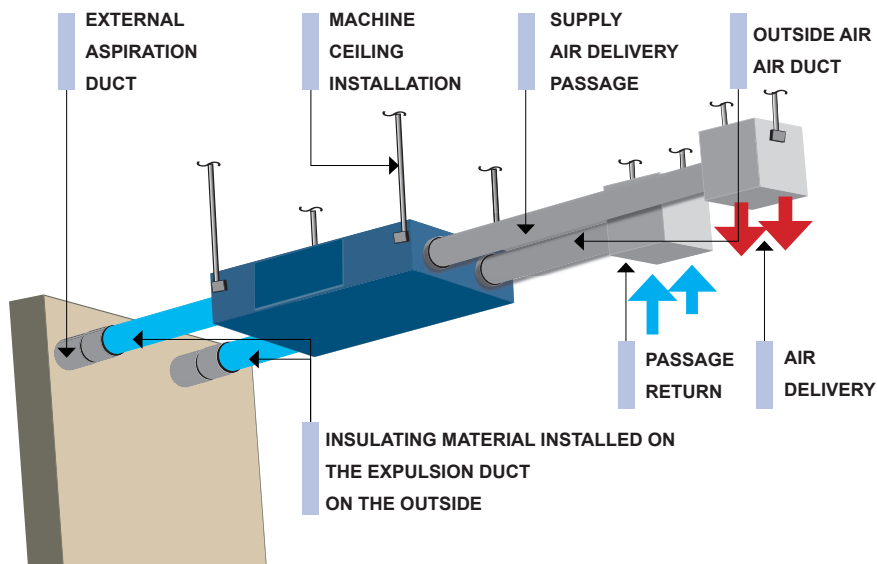 EXTERNAL
ASPIRATION
DUCT
MACHINE
CEILING
INSTALLATION
SUPPLY
AIR DELIVERY
PASSAGE
OUTSIDE AIR
AIR DUCT
PASSAGE
RETURN
AIR
DELIVERY
INSULATING MATERIAL INSTALLED ON
THE EXPULSION DUCT
ON THE OUTSIDE